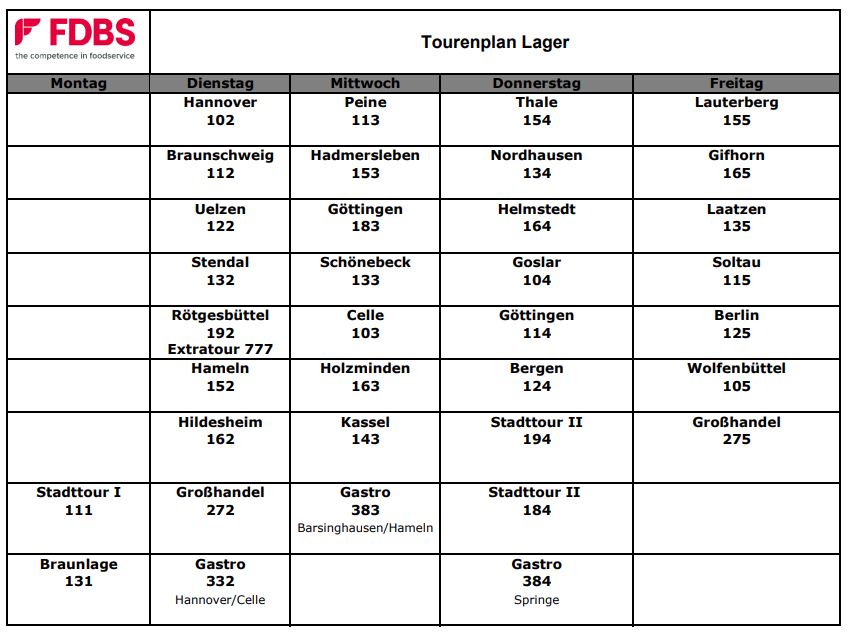 FDBS
the competence in foodservice
Tourenplan Lager
Montag Dienstag Mittwoch Donnerstag Freitag
Hannover Peine Thale Lauterberg
102 113 154 155
Braunschweig Hadmersleben Nordhausen Gifhorn
112 153 134 165
Uelzen Göttingen Helmstedt Laatzen
122 183 164 135
Stendal Schönebeck Goslar Soltau
132 133 104 115
Rötgesbüttel Celle Göttingen Berlin
192 103 114 125
Extratour 777
Hameln Holzminden Bergen Wolfenbüttel
152 163 124 105
Hildesheim Kassel Stadttour II Großhandel
162 143 194 275
Stadttour I Großhandel Gastro Stadttour II
111 272 383 184
Barsinghausen/Hameln
Braunlage Gastro Gastro
131 332 384
Hannover/Celle Springe